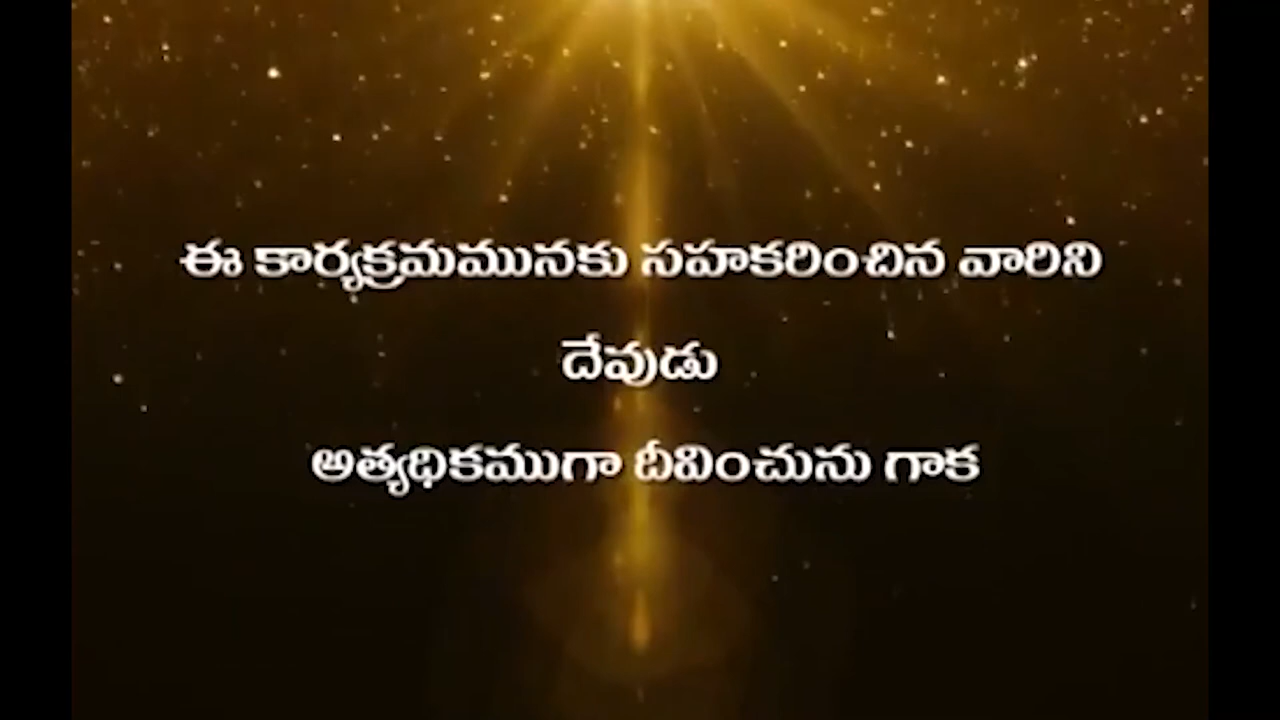 ఈ కార్యక్రమమునకు సహకరించిన వారిని
దేవుడు
అత్యధికముగా దీవించును గాక